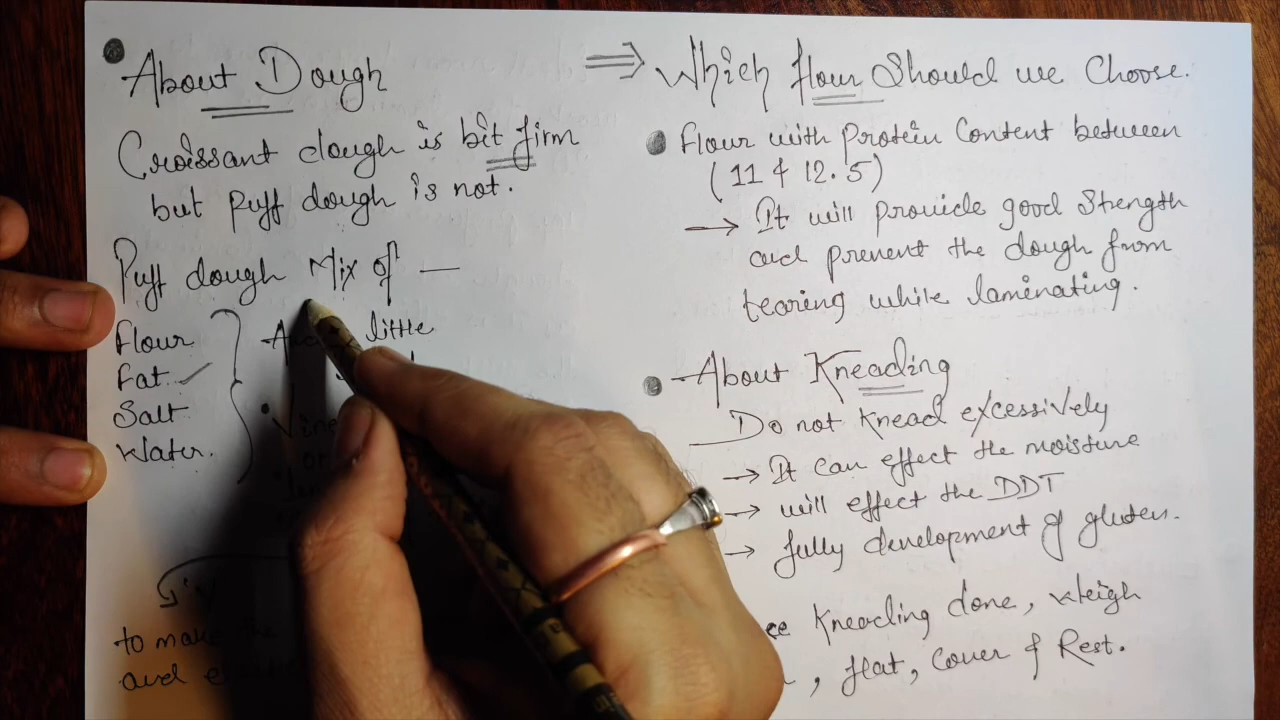 About Dough
Croissant dough is bit firm
but puff dough is not.
Puff dough Mix of —
flour
fat ✓
Salt
Water.
little
or
to make
and
⇒ Which flour Should we Choose.
flour with protein Content between
(11 & 12.5)
→ It will provide good Strength
and prevent the dough from
tearing while laminating.
About Kneading
Do not Knead excessively
→ It can effect the moisture
→ will effect the DDT
→ fully development of gluten.
Kneading done, weigh
, flat, Cover & Rest.